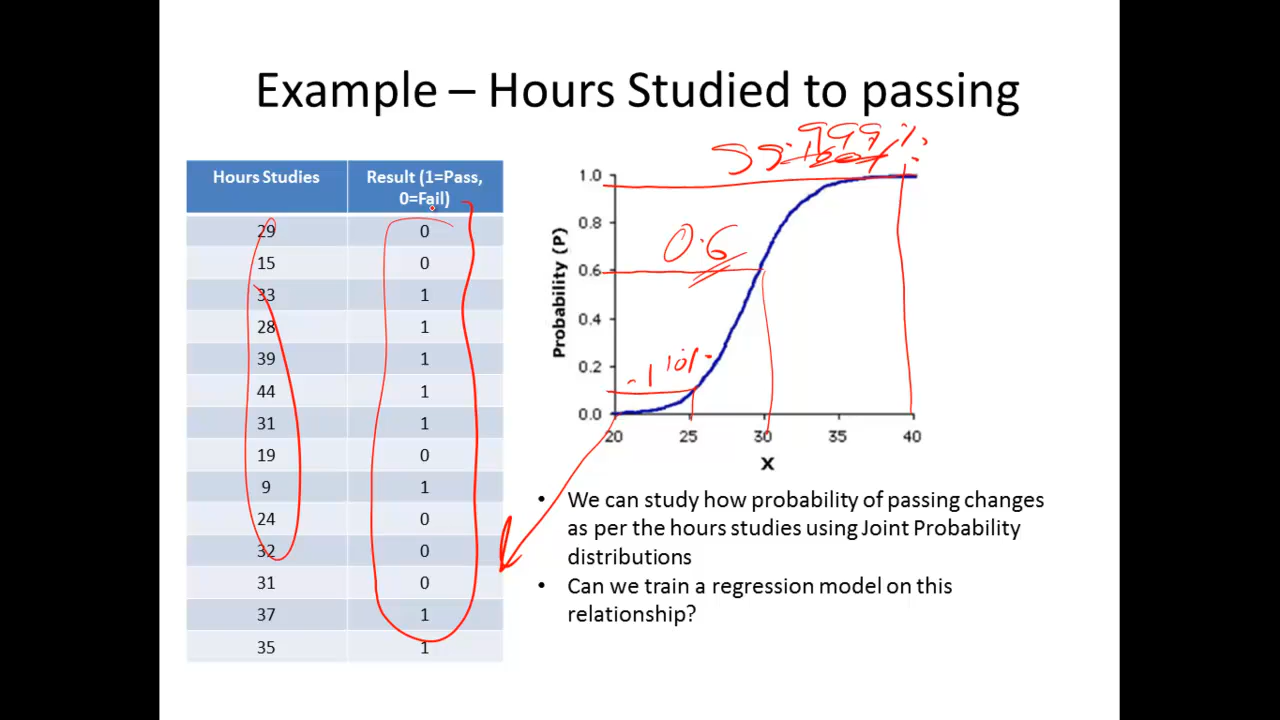 Example – Hours Studied to passing
Hours Studies Result (1=Pass, 0=Fail)
29 0
15 0
33 1
28 1
39 1
44 1
31 1
19 0
9 1
24 0
32 0
31 0
37 1
35 1
99.999%
0.6
.1 10%
Probability (P)
1.0
0.8
0.6
0.4
0.2
0.0
20 25 30 35 40
X
• We can study how probability of passing changes
as per the hours studies using Joint Probability
distributions
• Can we train a regression model on this
relationship?